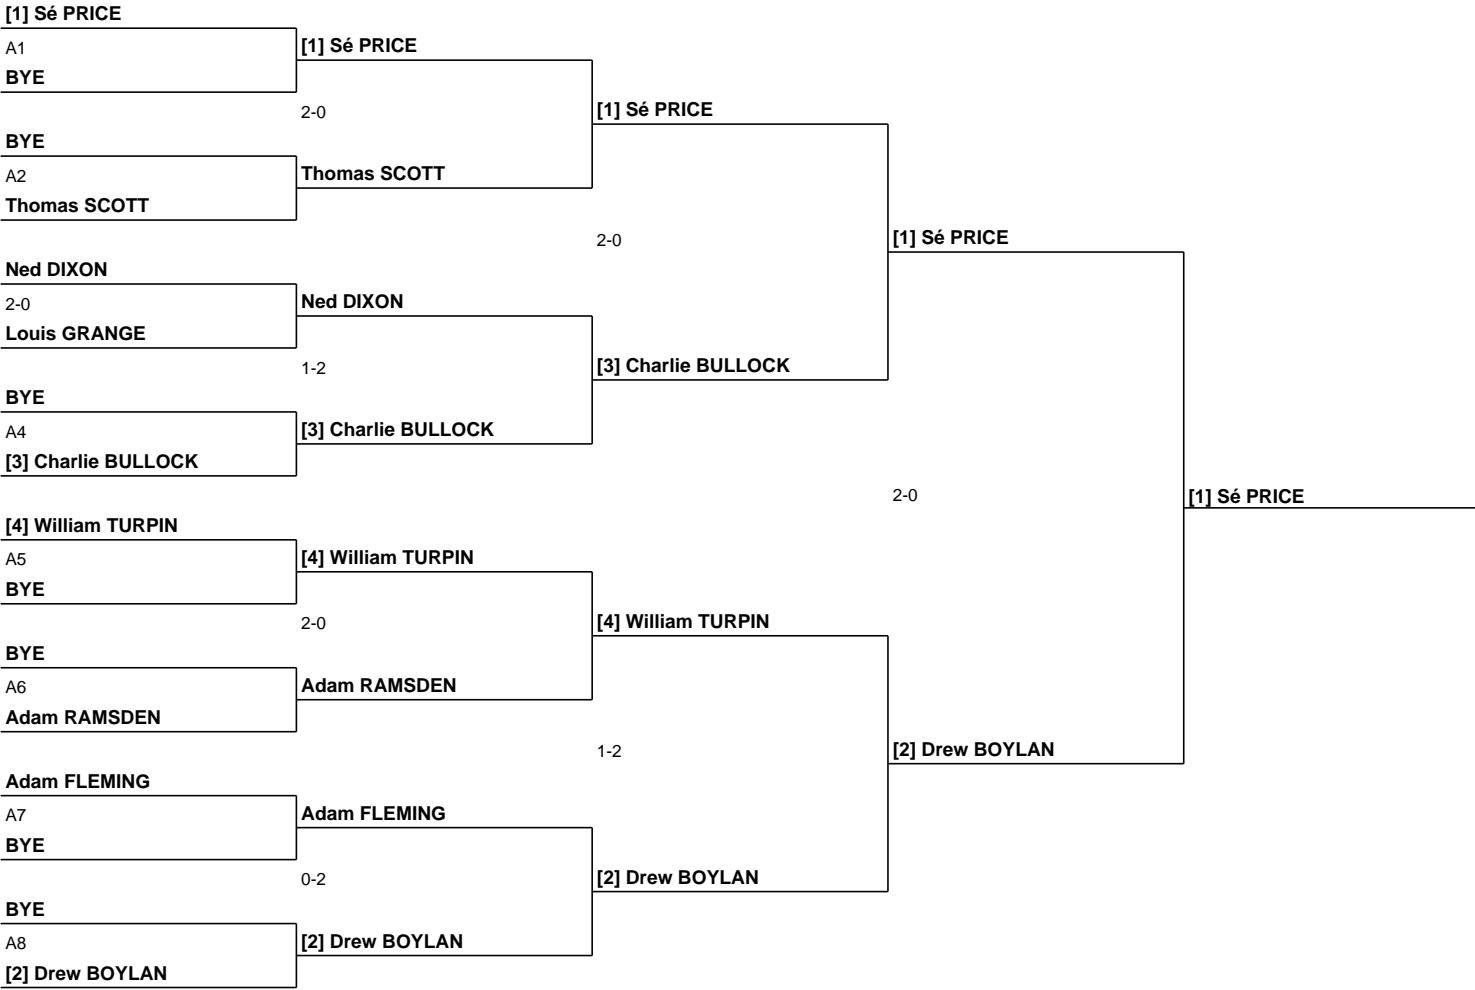 [1] Sé PRICE
A1
BYE
BYE
A2
Thomas SCOTT
Ned DIXON
2-0
Louis GRANGE
BYE
A4
[3] Charlie BULLOCK
[4] William TURPIN
A5
BYE
BYE
A6
Adam RAMSDEN
Adam FLEMING
A7
BYE
BYE
A8
[2] Drew BOYLAN
[1] Sé PRICE
2-0
Thomas SCOTT
Ned DIXON
1-2
[3] Charlie BULLOCK
[4] William TURPIN
2-0
Adam RAMSDEN
Adam FLEMING
0-2
[2] Drew BOYLAN
[1] Sé PRICE
2-0
[3] Charlie BULLOCK
[4] William TURPIN
1-2
[2] Drew BOYLAN
[1] Sé PRICE
2-0
[2] Drew BOYLAN
[1] Sé PRICE